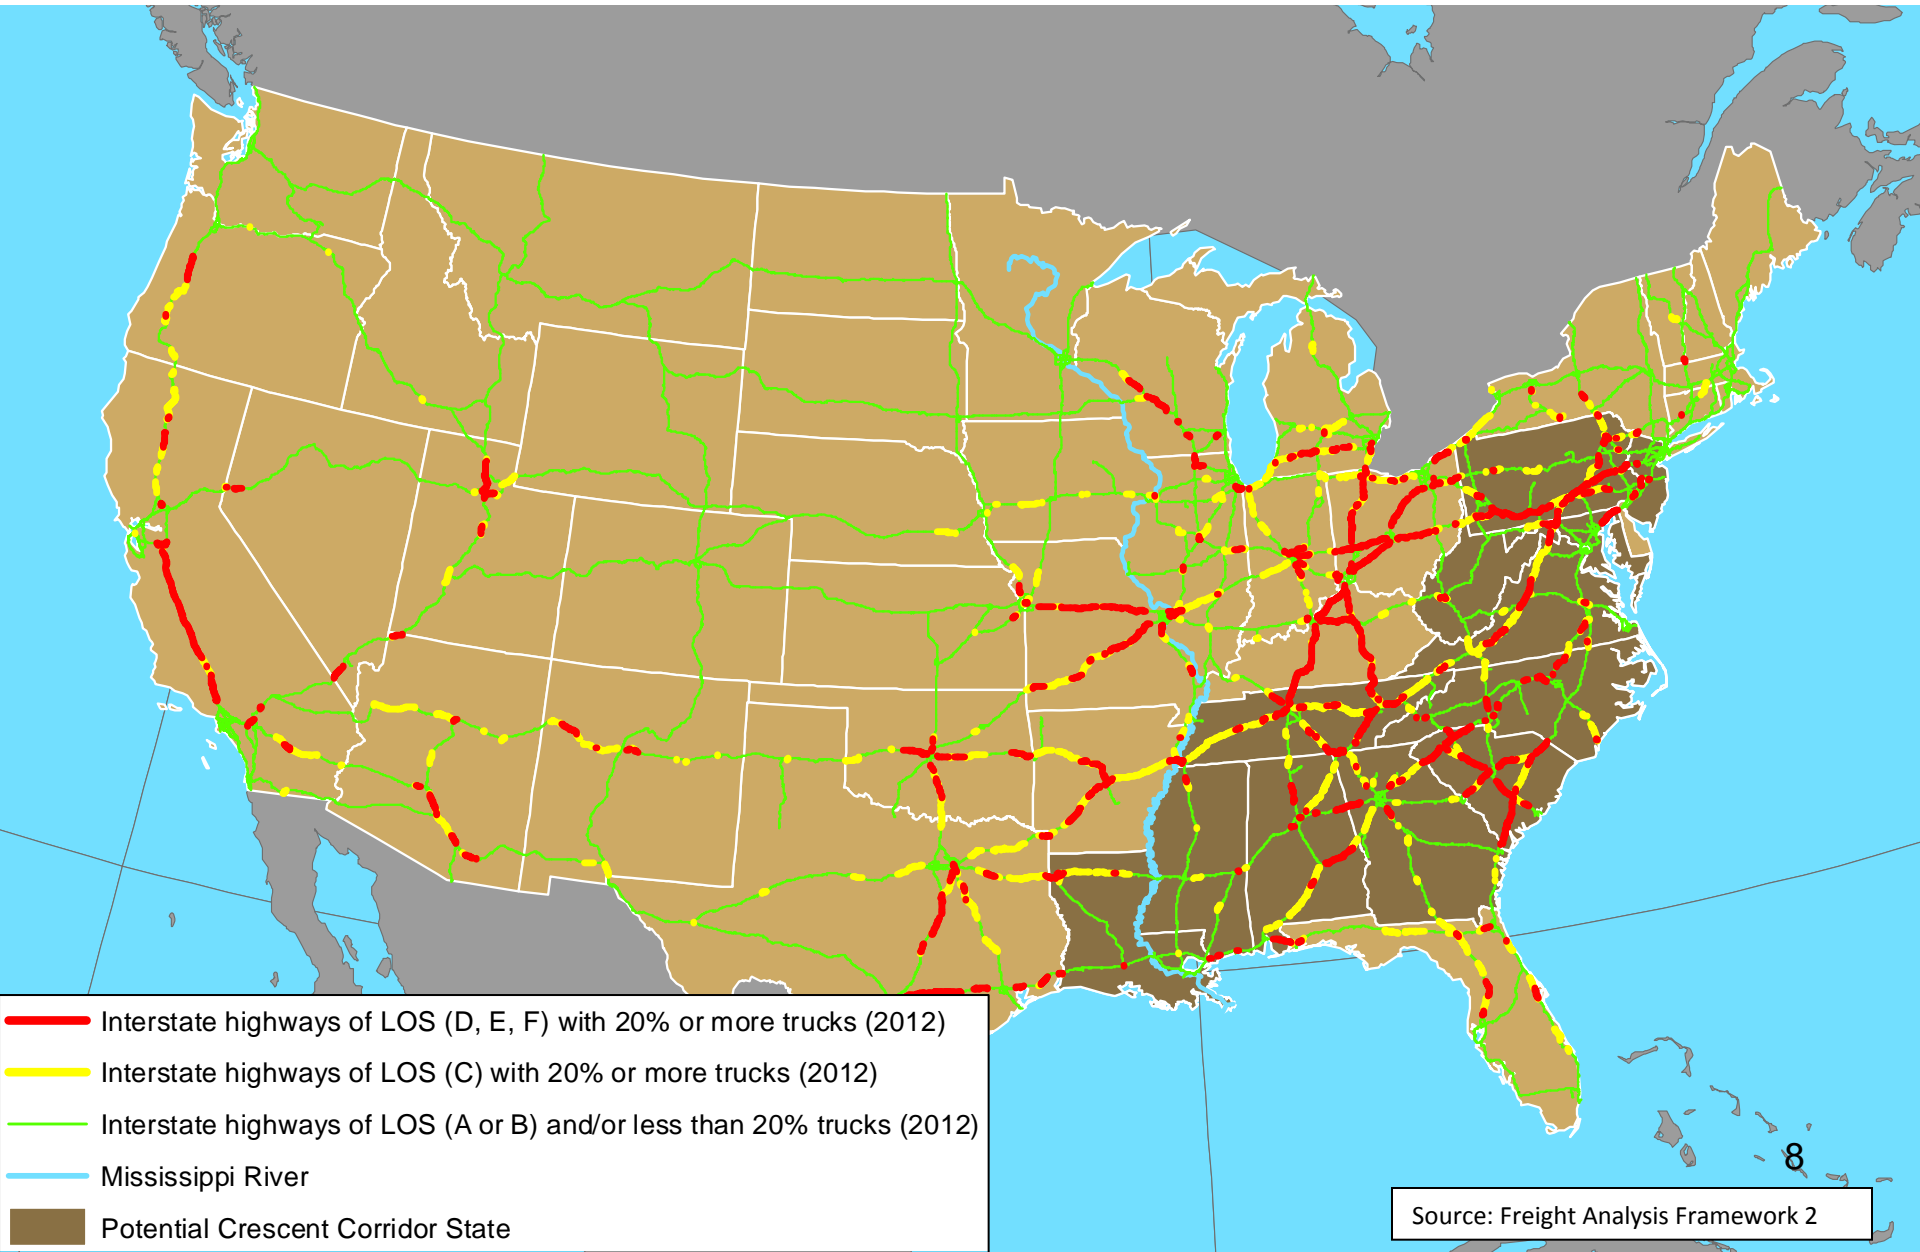 Interstate highways of LOS (D, E, F) with 20% or more trucks (2012)
Interstate highways of LOS (C) with 20% or more trucks (2012)
Interstate highways of LOS (A or B) and/or less than 20% trucks (2012)
Mississippi River
Potential Crescent Corridor State
8
Source: Freight Analysis Framework 2